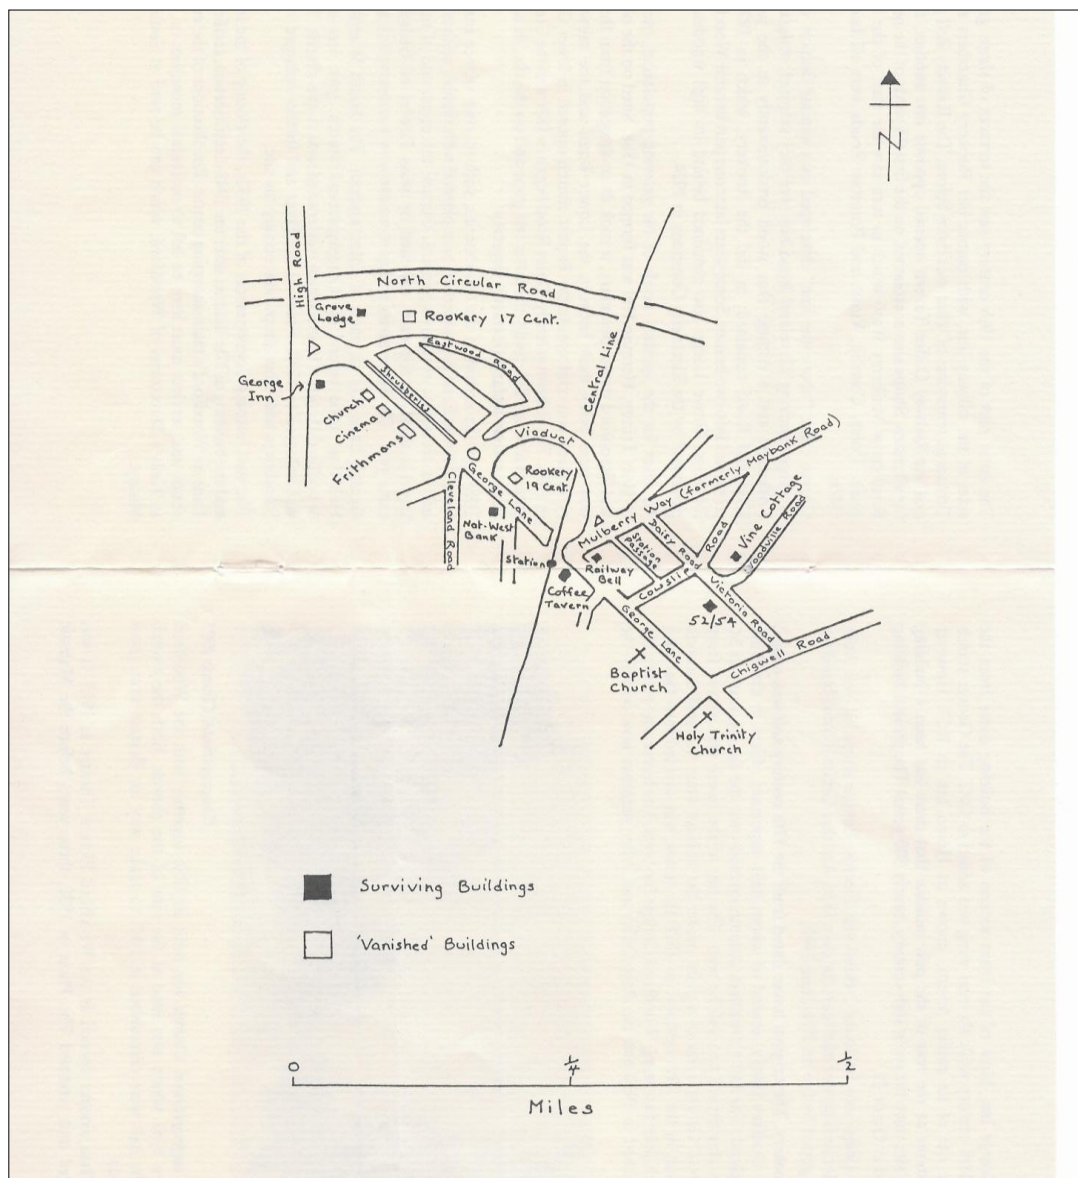 N
High Road
North Circular Road
Grove
Lodge
Rookery 17 Cent.
Eastwood Road
Central Line
George
Inn
Shrubberies
Church
Cinema
Frithmans
Viaduct
Rookery
19 Cent.
George Lane
Cleveland Road
Nat-West
Bank
Station
Mulberry Way (formerly Maybank Road)
Daisy Road
Station
Passage
Road
Vine Cottage
Woodville Road
Railway
Bell
Cowslip
Victoria Road
Coffee
Tavern
George Lane
52/54
Chigwell Road
Baptist
Church
Holy Trinity
Church
Surviving Buildings
'Vanished' Buildings
0
1/4
1/2
Miles